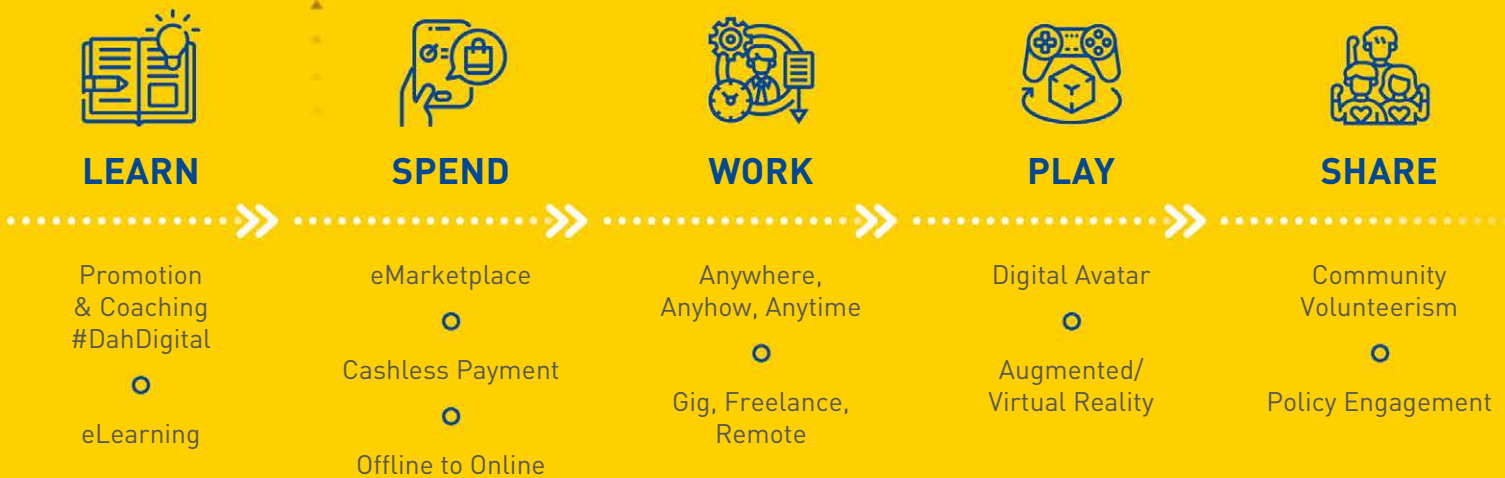 LEARN
Promotion
& Coaching
#DahDigital
eLearning
SPEND
eMarketplace
Cashless Payment
Offline to Online
WORK
Anywhere,
Anyhow, Anytime
Gig, Freelance,
Remote
PLAY
Digital Avatar
Augmented/
Virtual Reality
SHARE
Community
Volunteerism
Policy Engagement